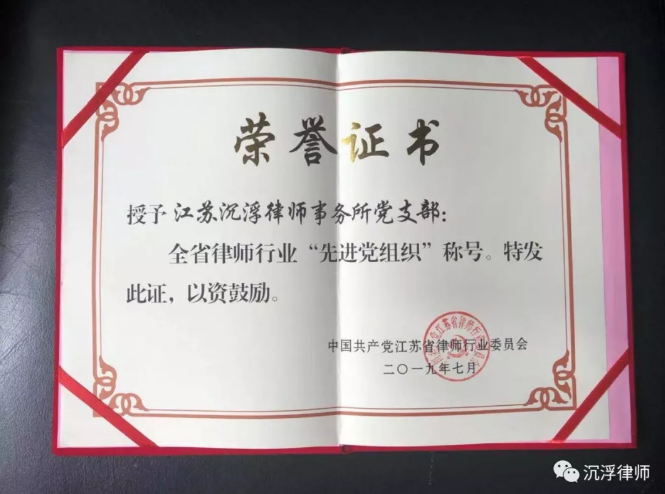 荣誉证书
授予江苏沉浮律师事务所党支部：
全省律师行业“先进党组织”称号。特发
此证，以资鼓励。
中国共产党江苏省律师行业委员会
二〇一九年七月
沉浮律师